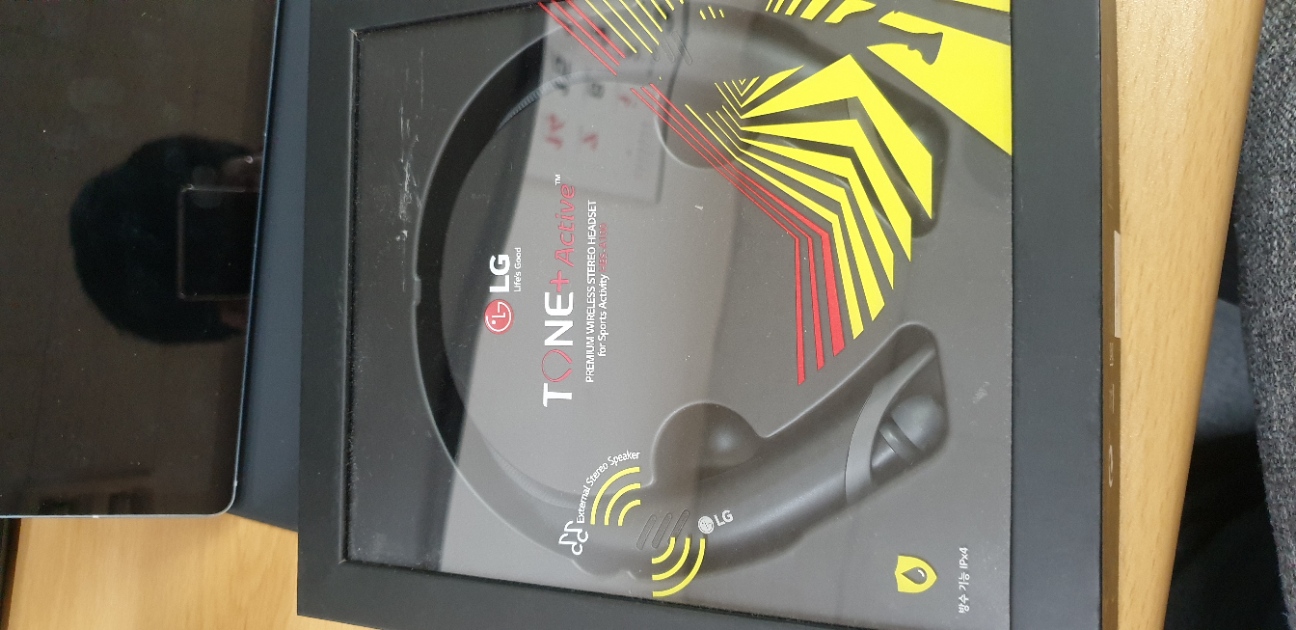 LG
Life's Good
TONE+ Active™
PREMIUM WIRELESS STEREO HEADSET
for Sports Activity
External Stereo Speaker
LG
방수 기능 IPx4